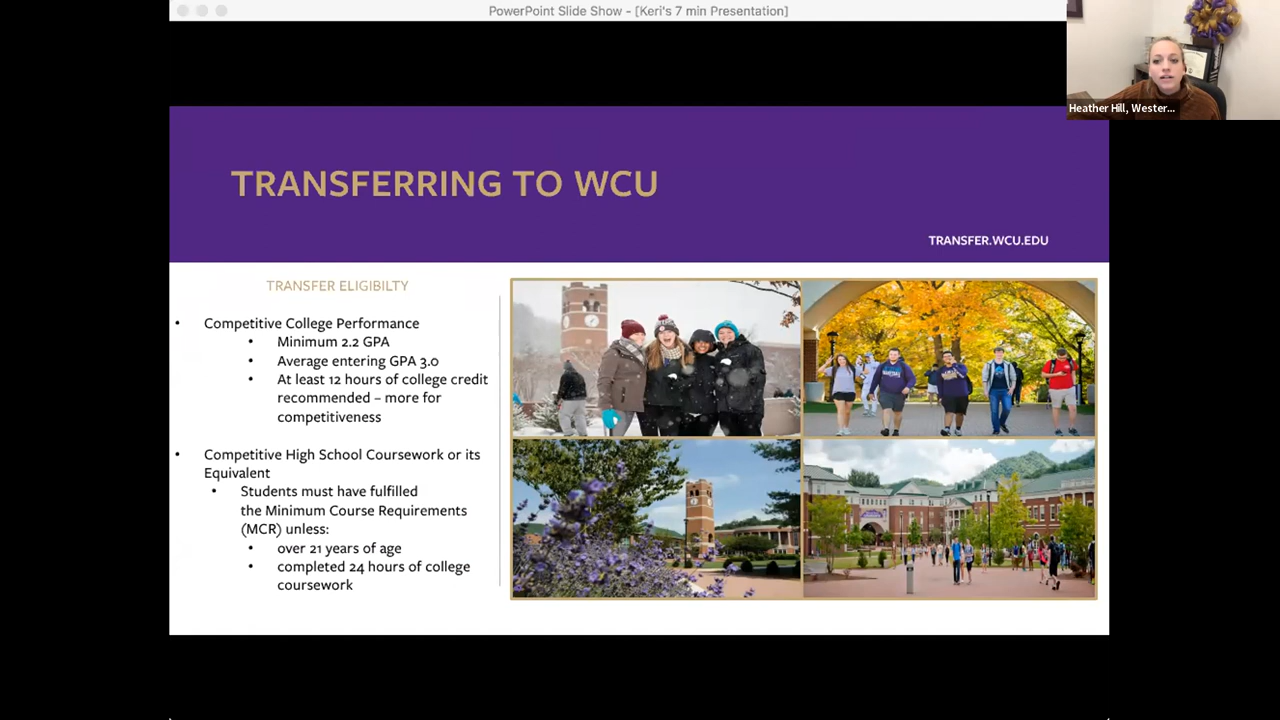 PowerPoint Slide Show - [Keri's 7 min Presentation]
Heather Hill, Wester...
TRANSFERRING TO WCU
TRANSFER.WCU.EDU
TRANSFER ELIGIBILTY
• Competitive College Performance
• Minimum 2.2 GPA
• Average entering GPA 3.0
• At least 12 hours of college credit
recommended – more for
competitiveness
• Competitive High School Coursework or its
Equivalent
• Students must have fulfilled
the Minimum Course Requirements
(MCR) unless:
• over 21 years of age
• completed 24 hours of college
coursework